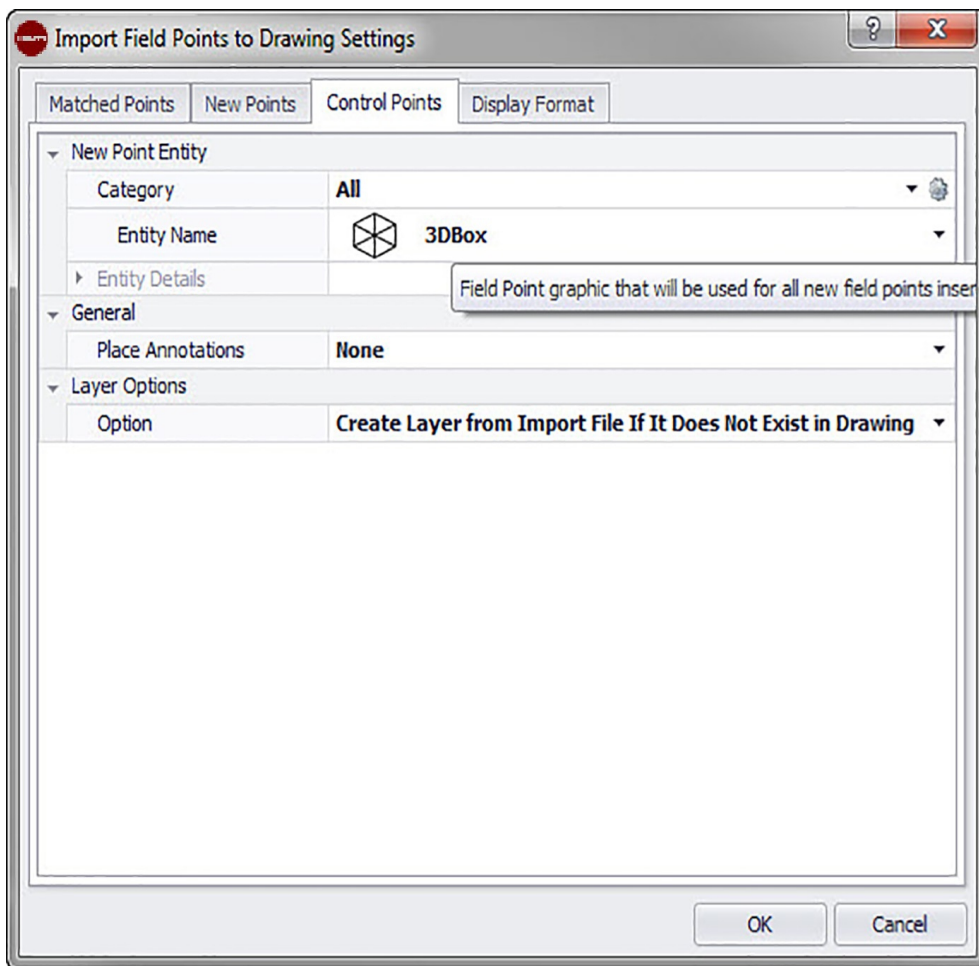 Import Field Points to Drawing Settings
?
Matched Points New Points Control Points Display Format
New Point Entity
Category All
Entity Name 3DBox
Entity Details
Field Point graphic that will be used for all new field points
General
Place Annotations None
Layer Options
Option Create Layer from Import File If It Does Not Exist in Drawing
OK Cancel